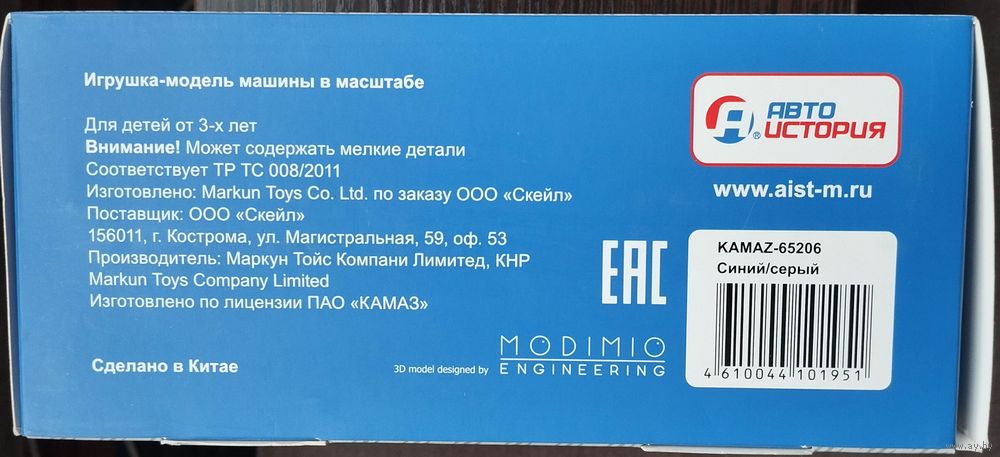 Игрушка-модель машины в масштабе
Для детей от 3-х лет
Внимание! Может содержать мелкие детали
Соответствует ТР ТС 008/2011
Изготовлено: Markun Toys Co. Ltd. по заказу ООО «Скейл»
Поставщик: ООО «Скейл»
156011, г. Кострома, ул. Магистральная, 59, оф. 53
Производитель: Маркун Тойс Компани Лимитед, КНР
Markun Toys Company Limited
Изготовлено по лицензии ПАО «КАМАЗ»
Сделано в Китае
EAC
3D model designed by
MODIMIO
ENGINEERING
А®
АВТО
ИСТОРИЯ
www.aist-m.ru
KAMAZ-65206
Синий/серый
4 610044 101951
www.ay.by